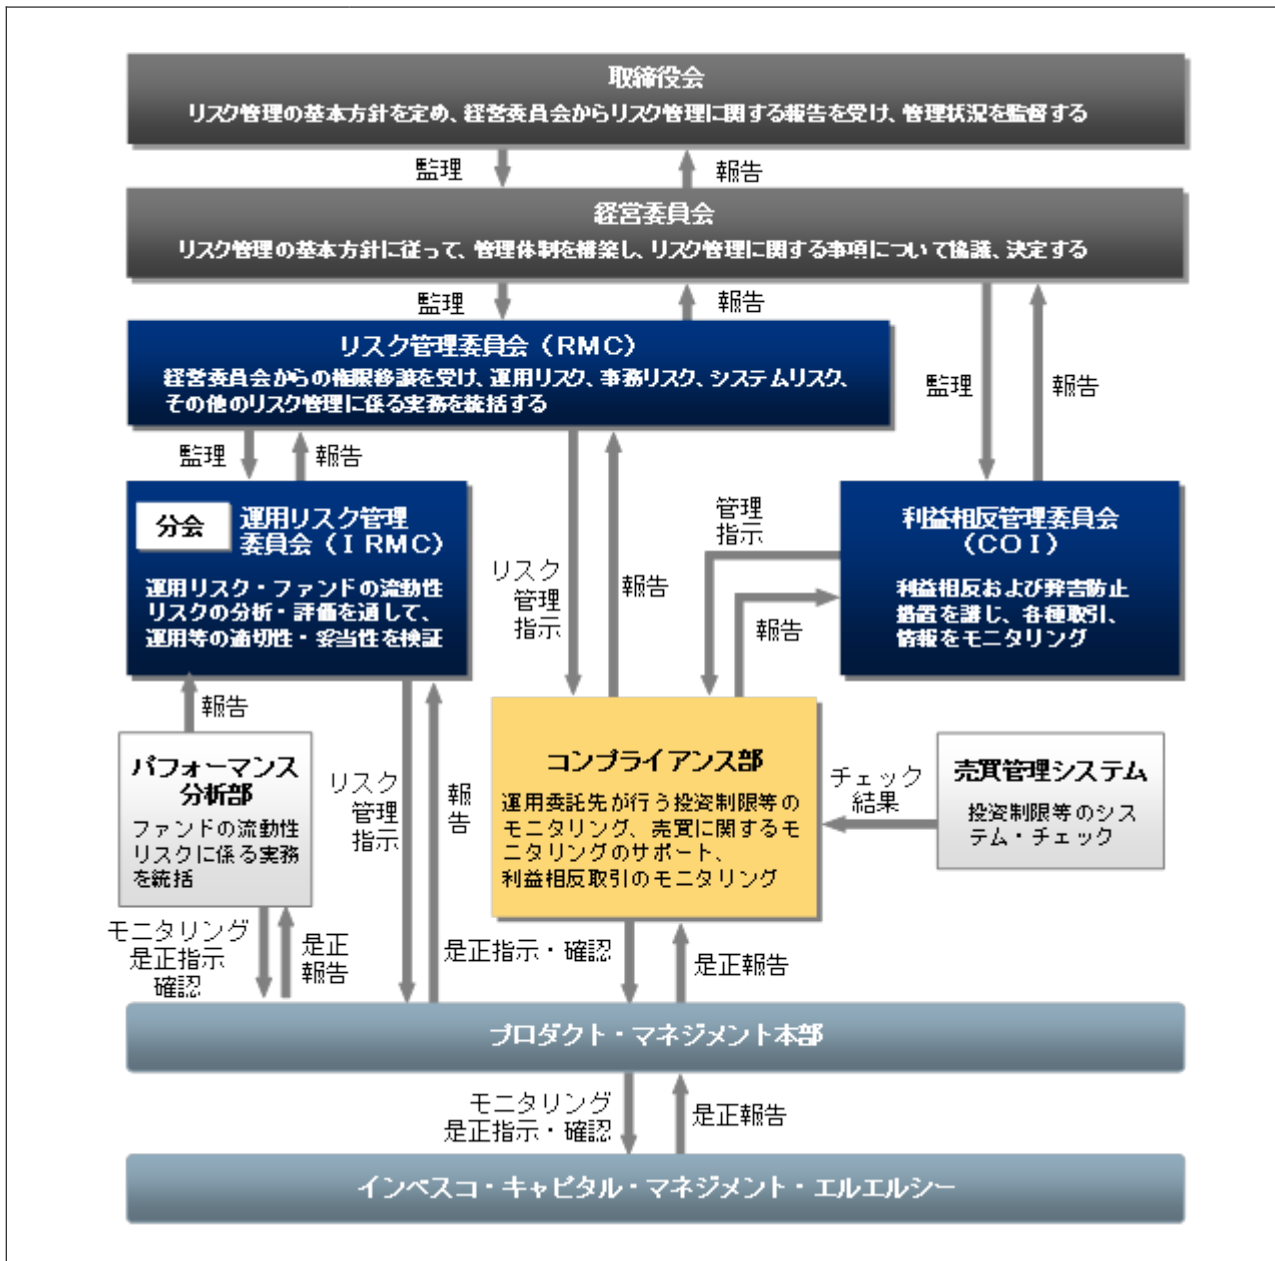 取締役会
リスク管理の基本方針を定め、経営委員会からリスク管理に関する報告を受け、管理状況を監督する
監理
報告
経営委員会
リスク管理の基本方針に従って、管理体制を構築し、リスク管理に関する事項について協議、決定する
監理
報告
リスク管理委員会（RMC）
経営委員会からの権限移譲を受け、運用リスク、事務リスク、システムリスク、
その他のリスク管理に係る実務を統括する
監理
報告
監理
報告
分会
運用リスク管理
委員会（ＩRMC）
運用リスク・ファンドの流動性
リスクの分析・評価を通して、
運用等の適切性・妥当性を検証
リスク
管理
指示
報告
管理
指示
報告
利益相反管理委員会
（COI）
利益相反および弊害防止
措置を講じ、各種取引、
情報をモニタリング
報告
パフォーマンス
分析部
ファンドの流動性
リスクに係る実務
を統括
リスク
管理
指示
報
告
コンプライアンス部
運用委託先が行う投資制限等の
モニタリング、売買に関するモ
ニタリングのサポート、
利益相反取引のモニタリング
チェック
結果
売買管理システム
投資制限等のシス
テム・チェック
モニタリング
是正指示
確認
是正
報告
是正指示・確認
是正報告
プロダクト・マネジメント本部
モニタリング
是正指示・確認
是正報告
インベスコ・キャピタル・マネジメント・エルエルシー